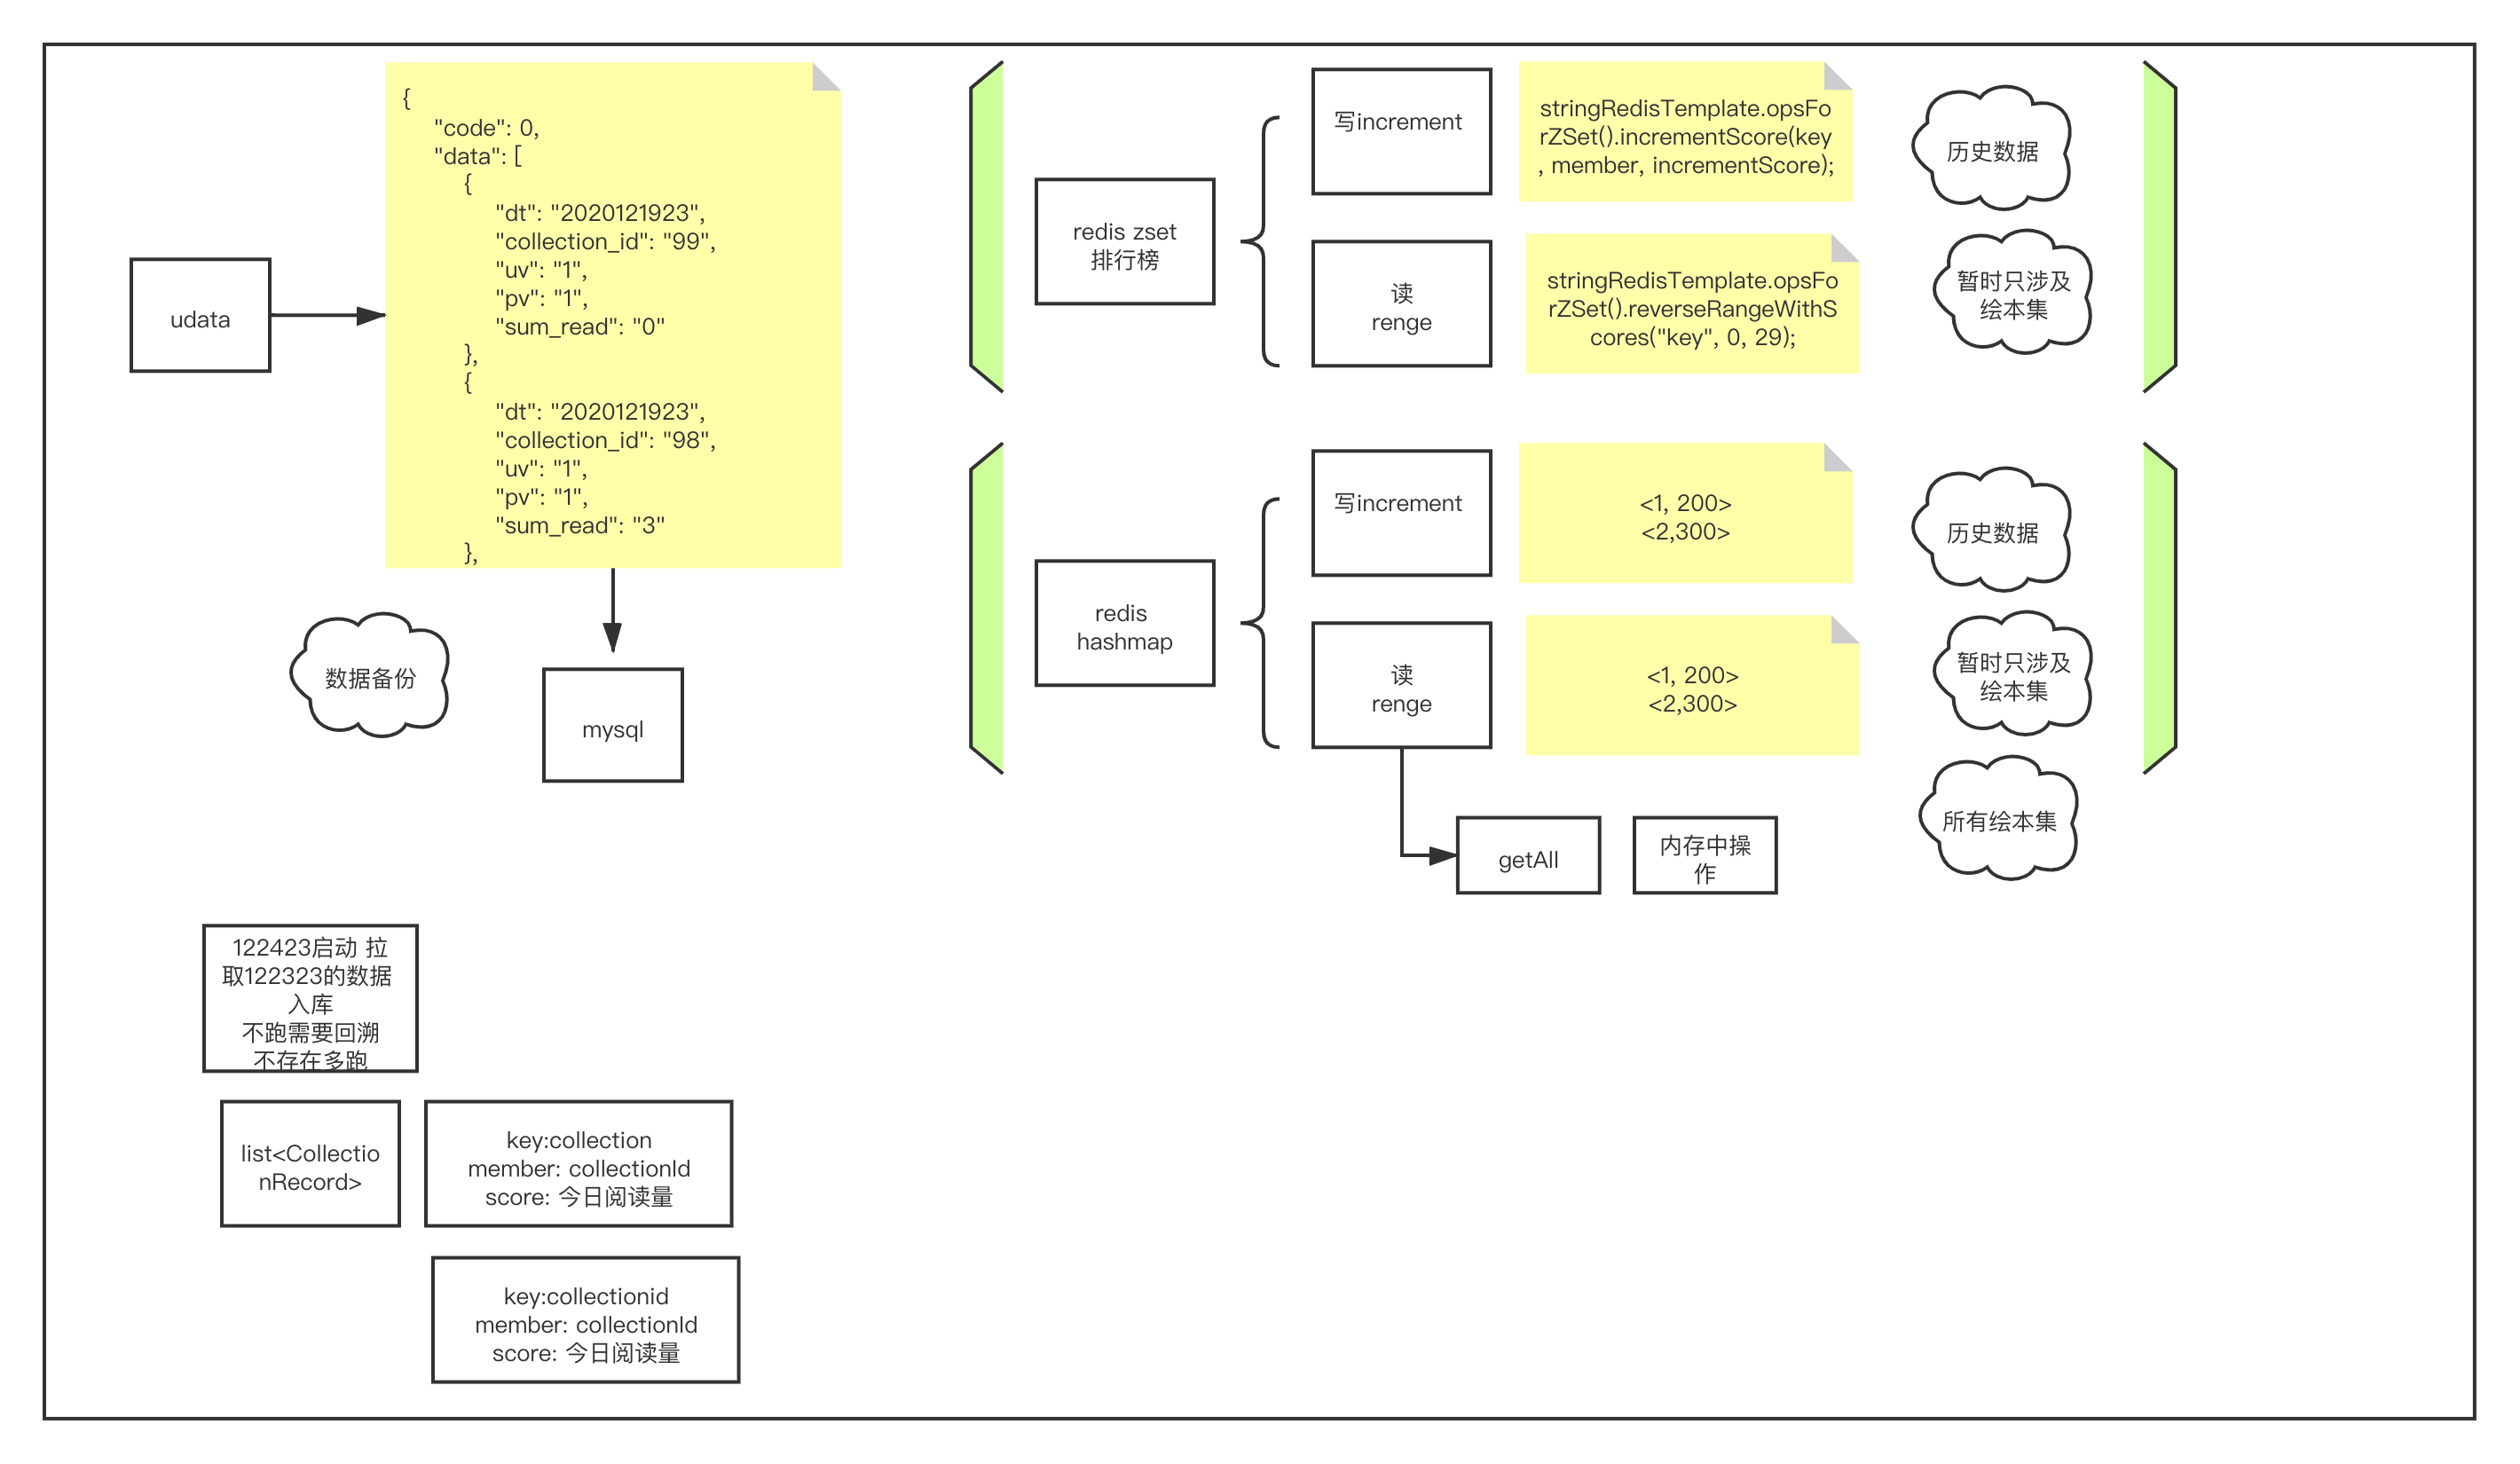 udata
{
"code": 0,
"data": [
{
"dt": "2020121923",
"collection_id": "99",
"uv": "1",
"pv": "1",
"sum_read": "0"
},
{
"dt": "2020121923",
"collection_id": "98",
"uv": "1",
"pv": "1",
"sum_read": "3"
},
数据备份
mysql
redis zset
排行榜
写increment
stringRedisTemplate.opsFo
rZSet().incrementScore(key
, member, incrementScore);
历史数据
读
renge
stringRedisTemplate.opsFo
rZSet().reverseRangeWithS
cores("key", 0, 29);
暂时只涉及
绘本集
redis
hashmap
写increment
<1, 200>
<2,300>
历史数据
读
renge
<1, 200>
<2,300>
暂时只涉及
绘本集
getAll
内存中操
作
所有绘本集
122423启动 拉
取122323的数据
入库
不跑需要回溯
不存在多跑
list<Collectio
nRecord>
key:collection
member: collectionId
score: 今日阅读量
key:collectionid
member: collectionId
score: 今日阅读量